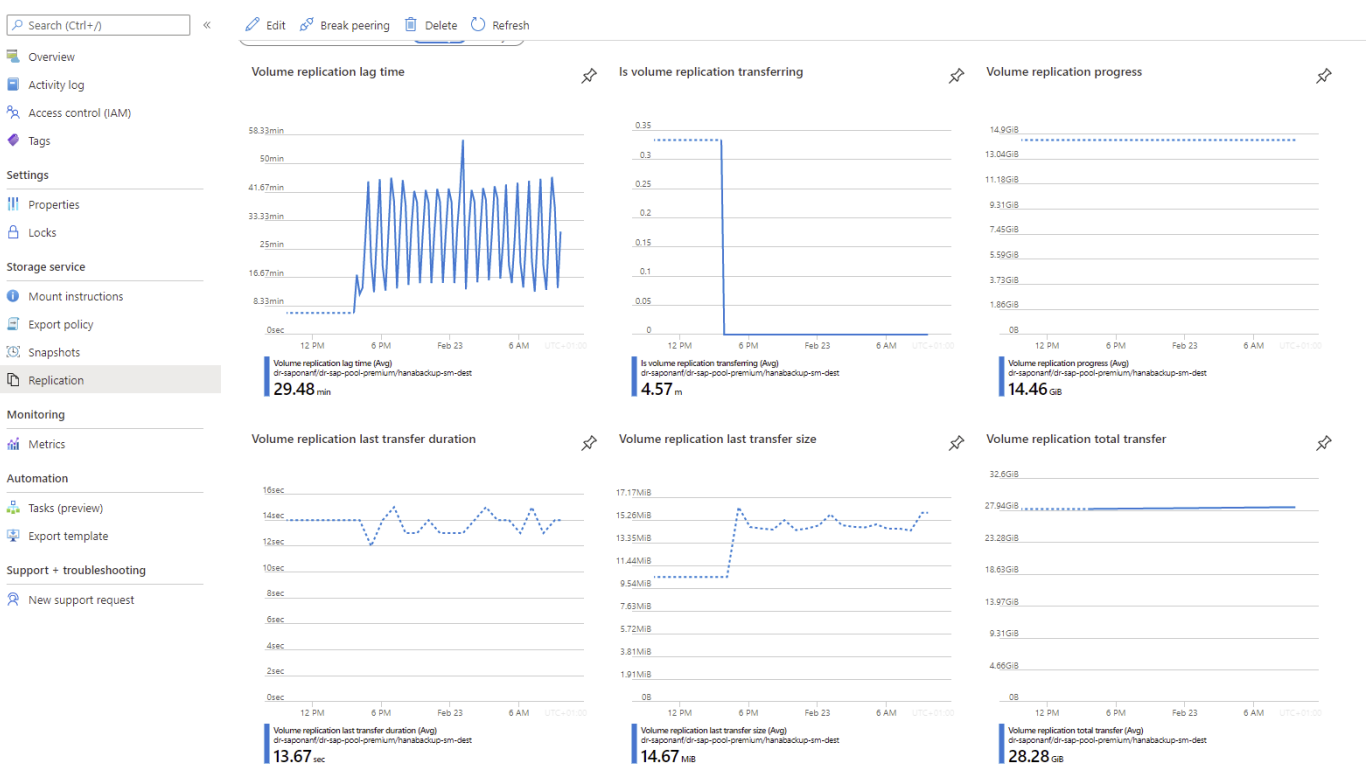 Search (Ctrl+/)
«
Edit
Break peering
Delete
Refresh
Overview
Activity log
Access control (IAM)
Tags
Settings
Properties
Locks
Storage service
Mount instructions
Export policy
Snapshots
Replication
Monitoring
Metrics
Automation
Tasks (preview)
Export template
Support + troubleshooting
New support request
Volume replication lag time
58.33min
50min
41.67min
33.33min
25min
16.67min
8.33min
0sec
12 PM 6 PM Feb 23 6 AM UTC+01:00
Volume replication lag time (Avg)
dr-saponanf/dr-sap-pool-premium/hanabackup-sm-dest
29.48 min
Is volume replication transferring
0.35
0.3
0.25
0.2
0.15
0.1
0.05
0
12 PM 6 PM Feb 23 6 AM UTC+01:00
Is volume replication transferring (Avg)
dr-saponanf/dr-sap-pool-premium/hanabackup-sm-dest
4.57 m
Volume replication progress
14.9GiB
13.04GiB
11.18GiB
9.31GiB
7.45GiB
5.59GiB
3.73GiB
1.86GiB
0B
12 PM 6 PM Feb 23 6 AM UTC+01:00
Volume replication progress (Avg)
dr-saponanf/dr-sap-pool-premium/hanabackup-sm-dest
14.46 GiB
Volume replication last transfer duration
16sec
14sec
12sec
10sec
8sec
6sec
4sec
2sec
0sec
12 PM 6 PM Feb 23 6 AM UTC+01:00
Volume replication last transfer duration (Avg)
dr-saponanf/dr-sap-pool-premium/hanabackup-sm-dest
13.67 sec
Volume replication last transfer size
17.17MiB
15.26MiB
13.35MiB
11.44MiB
9.54MiB
7.63MiB
5.72MiB
3.81MiB
1.91MiB
0B
12 PM 6 PM Feb 23 6 AM UTC+01:00
Volume replication last transfer size (Avg)
dr-saponanf/dr-sap-pool-premium/hanabackup-sm-dest
14.67 MiB
Volume replication total transfer
32.6GiB
27.94GiB
23.28GiB
18.63GiB
13.97GiB
9.31GiB
4.66GiB
0B
12 PM 6 PM Feb 23 6 AM UTC+01:00
Volume replication total transfer (Avg)
dr-saponanf/dr-sap-pool-premium/hanabackup-sm-dest
28.28 GiB